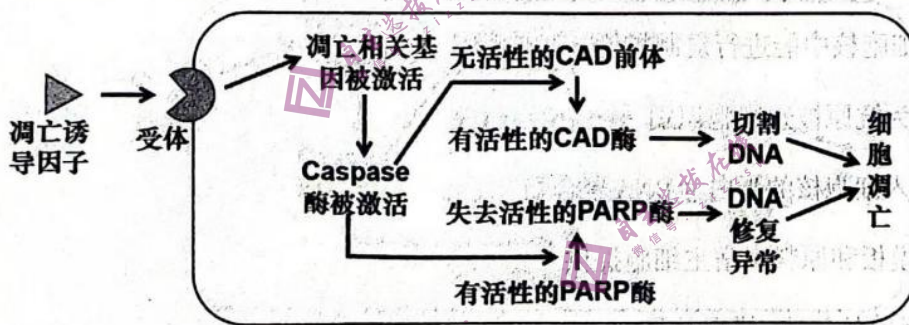 凋亡相关基
因被激活
无活性的CAD前体
凋亡诱
导因子
受体
有活性的CAD酶
切割
DNA
细
胞
凋
亡
Caspase
酶被激活
失去活性的PARP酶
DNA
修复
异常
有活性的PARP酶